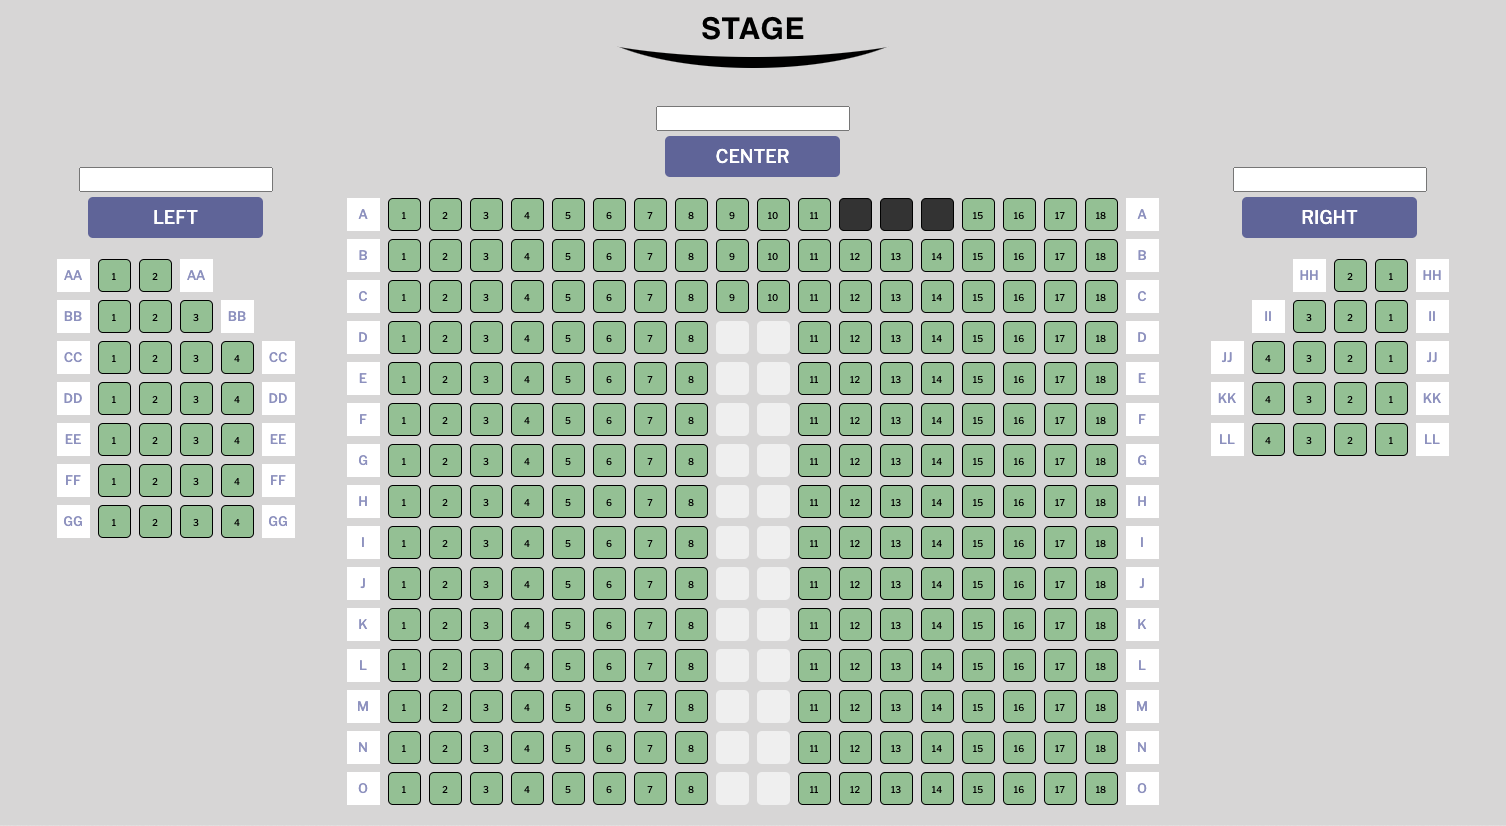 STAGE
CENTER
LEFT
RIGHT
A 1 2 3 4 5 6 7 8 9 10 11 15 16 17 18 A
B 1 2 3 4 5 6 7 8 9 10 11 12 13 14 15 16 17 18 B
AA 1 2 AA
HH 2 1 HH
C 1 2 3 4 5 6 7 8 9 10 11 12 13 14 15 16 17 18 C
BB 1 2 3 BB
II 3 2 1 II
D 1 2 3 4 5 6 7 8 11 12 13 14 15 16 17 18 D
CC 1 2 3 4 CC
JJ 4 3 2 1 JJ
E 1 2 3 4 5 6 7 8 11 12 13 14 15 16 17 18 E
DD 1 2 3 4 DD
KK 4 3 2 1 KK
F 1 2 3 4 5 6 7 8 11 12 13 14 15 16 17 18 F
EE 1 2 3 4 EE
LL 4 3 2 1 LL
G 1 2 3 4 5 6 7 8 11 12 13 14 15 16 17 18 G
FF 1 2 3 4 FF
H 1 2 3 4 5 6 7 8 11 12 13 14 15 16 17 18 H
GG 1 2 3 4 GG
I 1 2 3 4 5 6 7 8 11 12 13 14 15 16 17 18 I
J 1 2 3 4 5 6 7 8 11 12 13 14 15 16 17 18 J
K 1 2 3 4 5 6 7 8 11 12 13 14 15 16 17 18 K
L 1 2 3 4 5 6 7 8 11 12 13 14 15 16 17 18 L
M 1 2 3 4 5 6 7 8 11 12 13 14 15 16 17 18 M
N 1 2 3 4 5 6 7 8 11 12 13 14 15 16 17 18 N
O 1 2 3 4 5 6 7 8 11 12 13 14 15 16 17 18 O